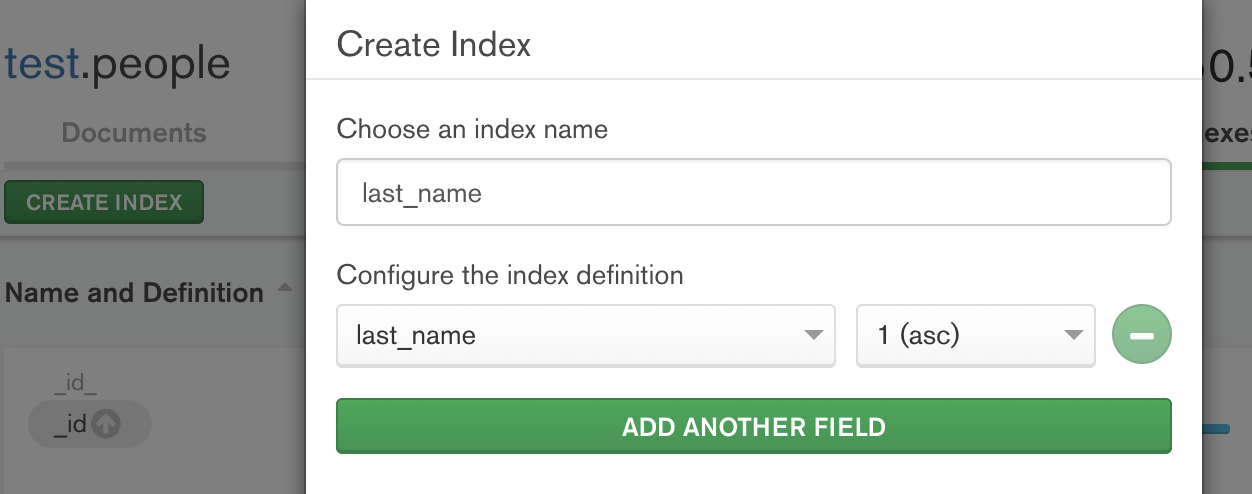 Create Index
test.people
0.5
Documents
Choose an index name
exes
last_name
CREATE INDEX
Configure the index definition
Name and Definition
last_name
1 (asc)
_id_
_id
ADD ANOTHER FIELD